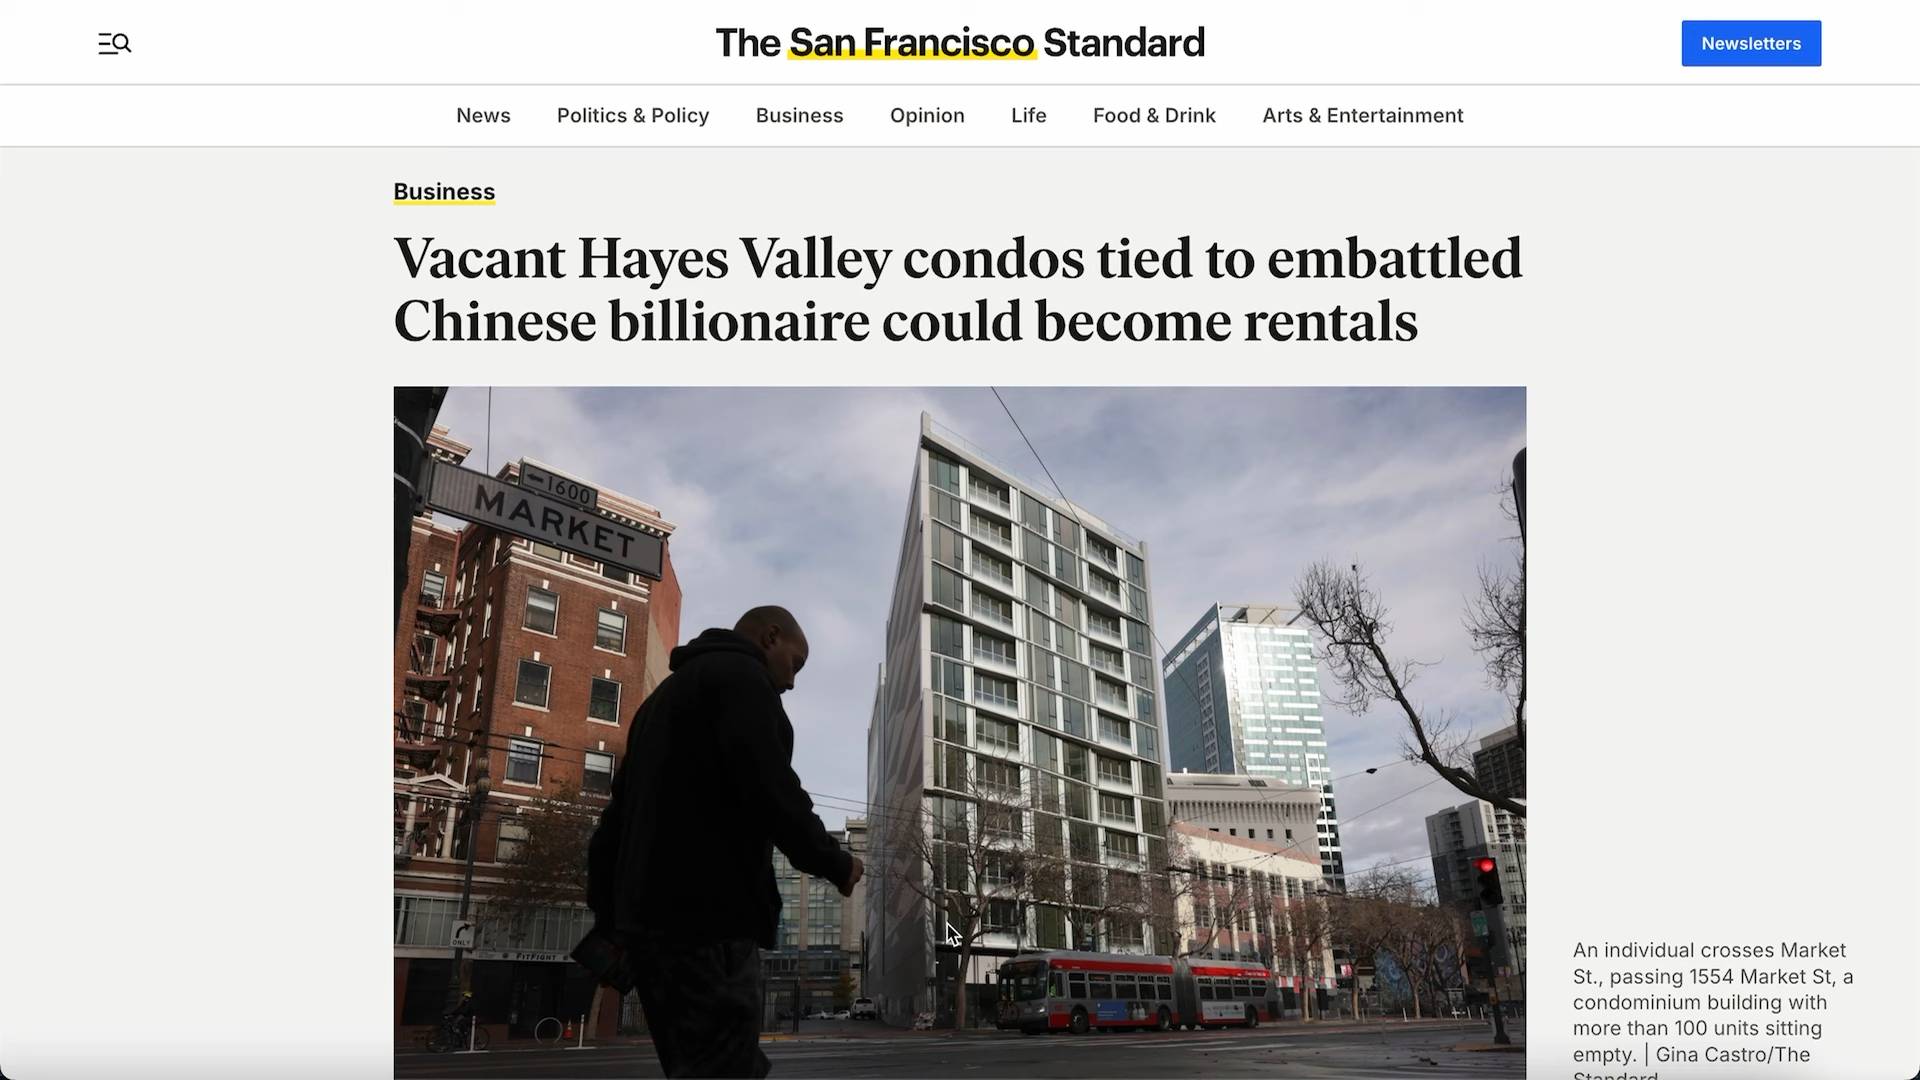 The San Francisco Standard
Newsletters
News
Politics & Policy
Business
Opinion
Life
Food & Drink
Arts & Entertainment
Business
Vacant Hayes Valley condos tied to embattled
Chinese billionaire could become rentals
←1600
MARKET
ONLY
FITFIGHT
An individual crosses Market
St., passing 1554 Market St, a
condominium building with
more than 100 units sitting
empty. | Gina Castro/The
Standard